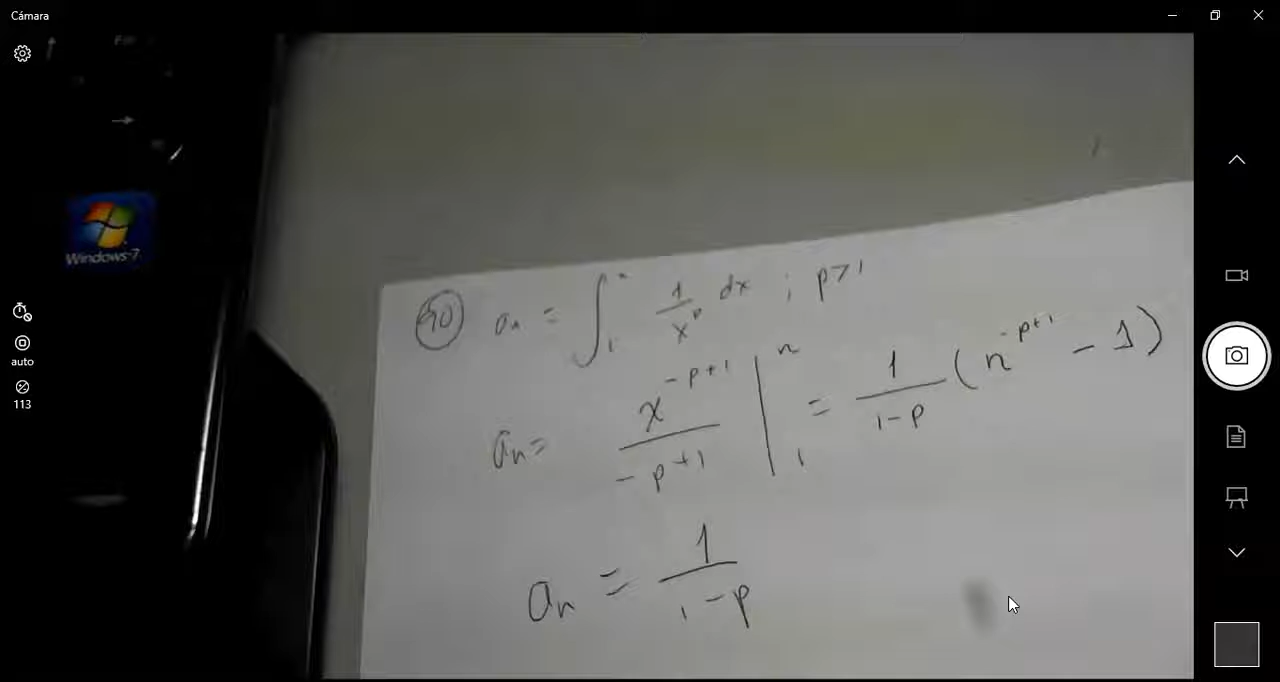 Cámara
Windows 7
auto
113
90 aₙ = ∫₁ⁿ 1/xᵖ dx ; p>1
aₙ = x^(-p+1)/(-p+1) |₁ⁿ = 1/(1-p) (n^(-p+1) - 1)
aₙ = 1/(1-p)